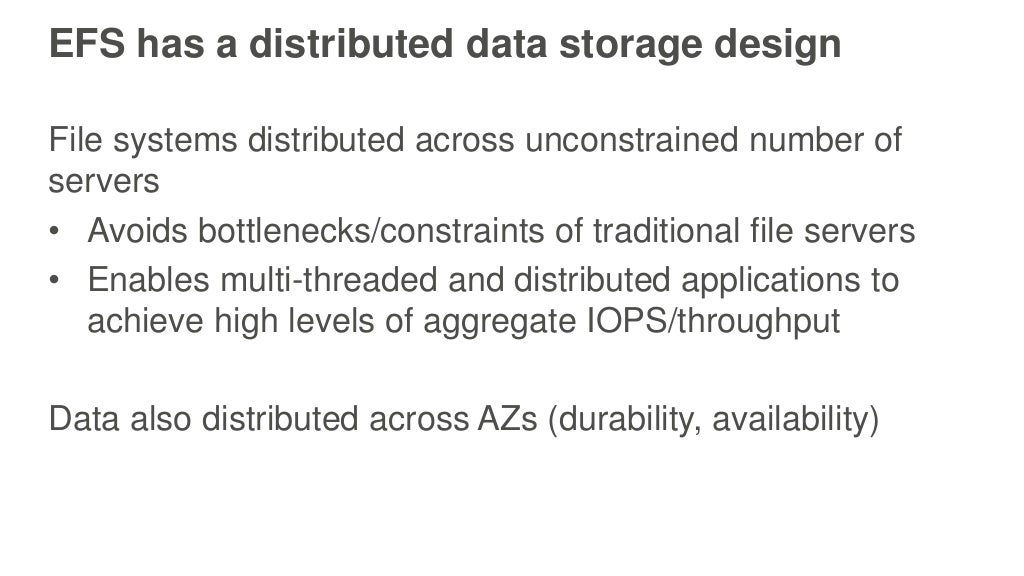 EFS has a distributed data storage design
File systems distributed across unconstrained number of
servers
• Avoids bottlenecks/constraints of traditional file servers
• Enables multi-threaded and distributed applications to
achieve high levels of aggregate IOPS/throughput
Data also distributed across AZs (durability, availability)